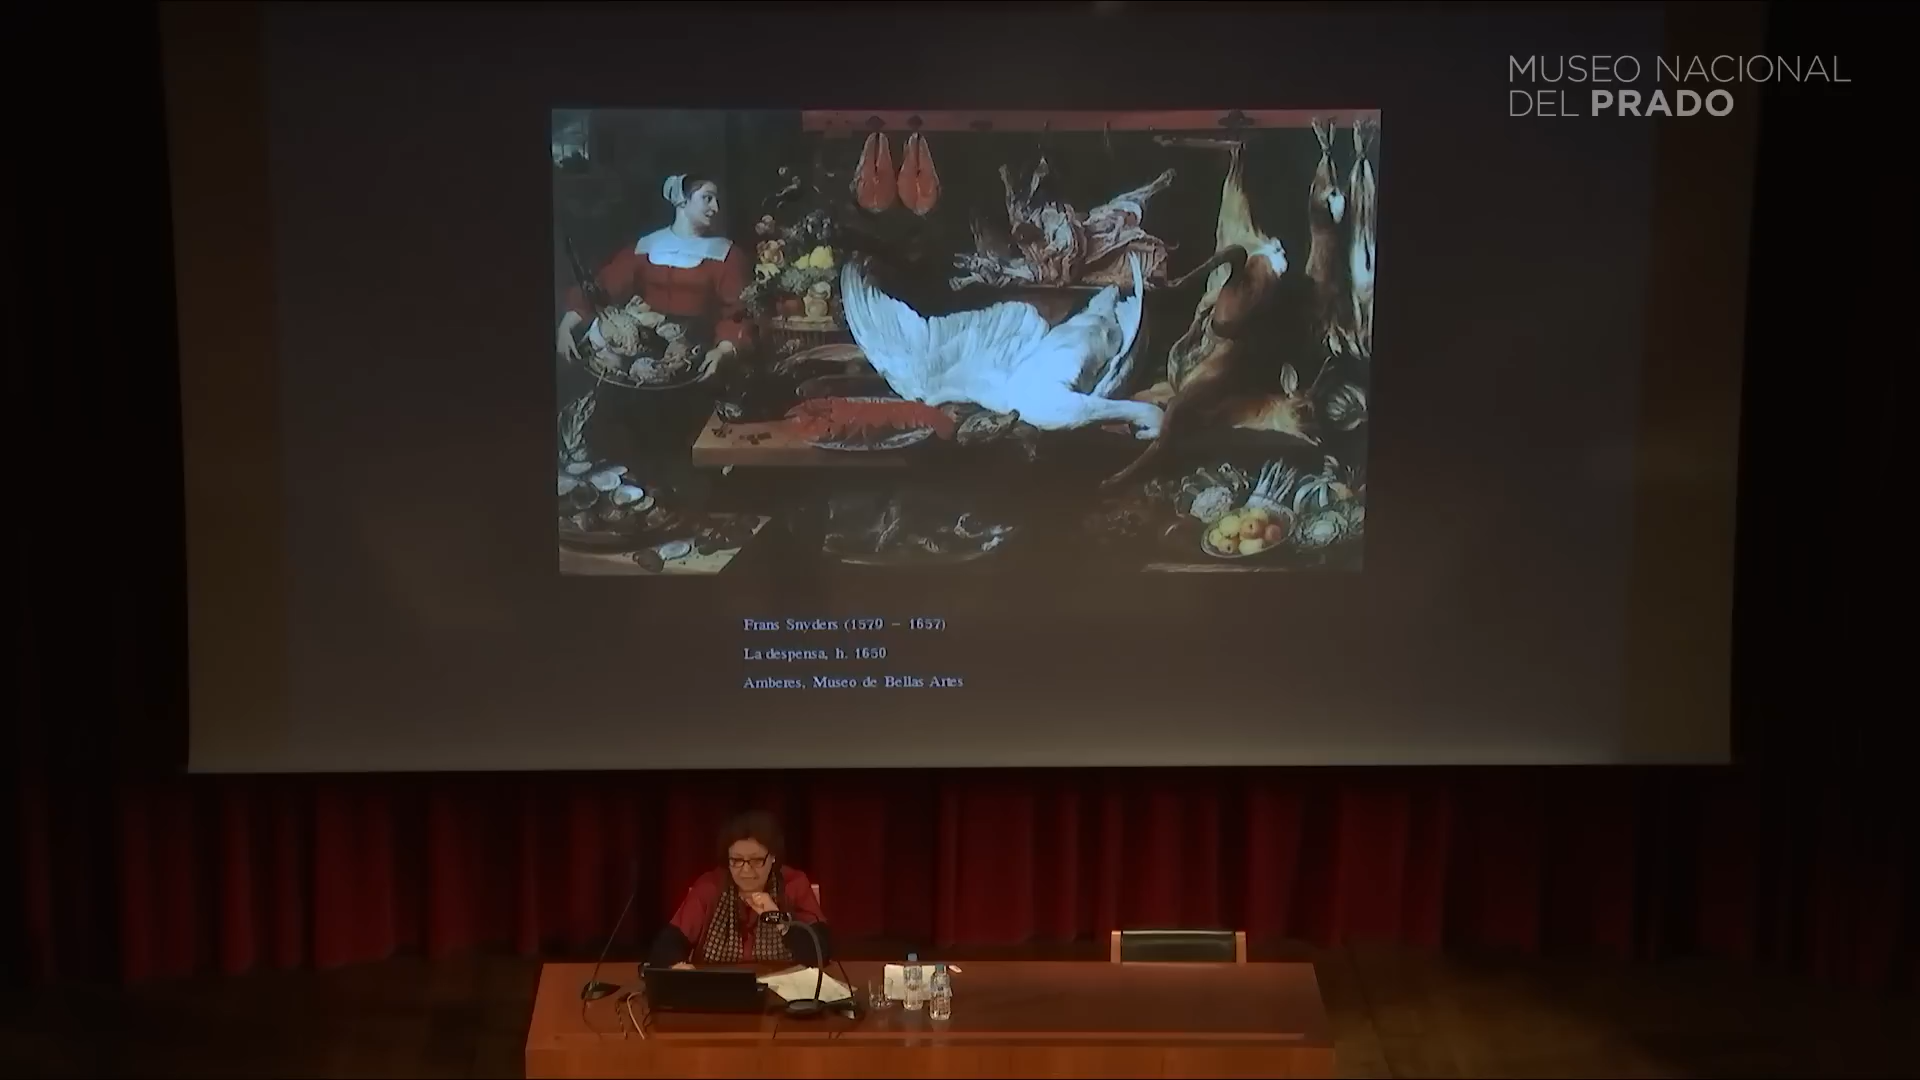 MUSEO NACIONAL
DEL PRADO
Frans Snyders (1579 – 1657)
La despensa, h. 1650
Amberes, Museo de Bellas Artes